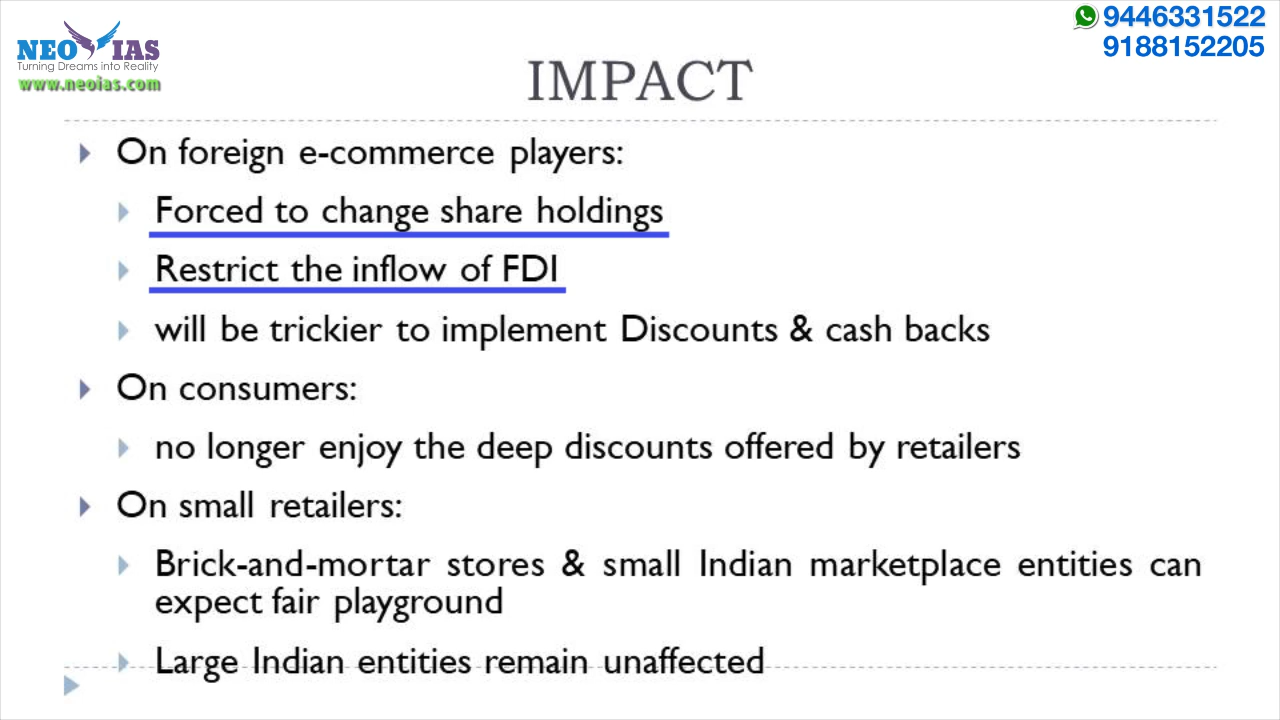 NEO IAS
Turning Dreams into Reality
www.neoias.com
9446331522
9188152205
IMPACT
On foreign e-commerce players:
Forced to change share holdings
Restrict the inflow of FDI
will be trickier to implement Discounts & cash backs
On consumers:
no longer enjoy the deep discounts offered by retailers
On small retailers:
Brick-and-mortar stores & small Indian marketplace entities can
expect fair playground
Large Indian entities remain unaffected